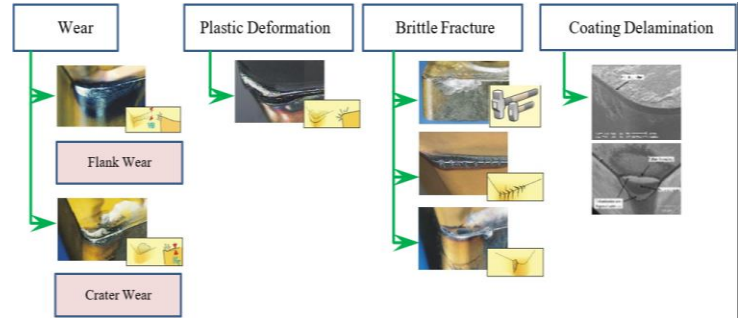 Wear
Plastic Deformation
Brittle Fracture
Coating Delamination
Flank Wear
Crater Wear